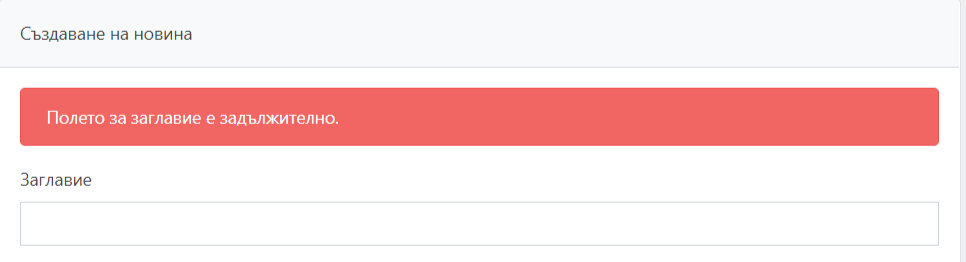 Създаване на новина
Полето за заглавие е задължително.
Заглавие